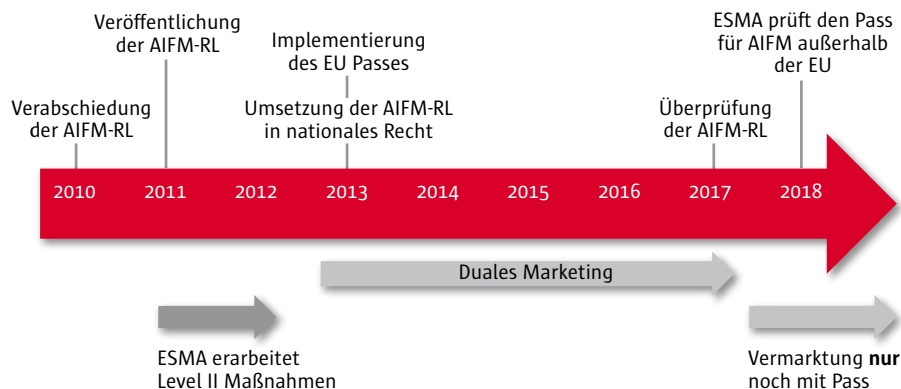 Veröffentlichung
der AIFM-RL
Implementierung
des EU Passes
ESMA prüft den Pass
für AIFM außerhalb
der EU
Verabschiedung
der AIFM-RL
Umsetzung der AIFM-RL
in nationales Recht
Überprüfung
der AIFM-RL
2010 2011 2012 2013 2014 2015 2016 2017 2018
Duales Marketing
ESMA erarbeitet
Level II Maßnahmen
Vermarktung nur
noch mit Pass